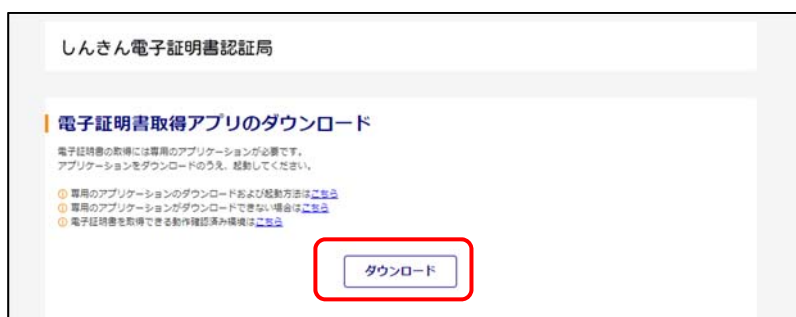 しんきん電子証明書認証局
電子証明書取得アプリのダウンロード
電子証明書の取得には専用のアプリケーションが必要です。
アプリケーションをダウンロードのうえ、起動してください。
専用のアプリケーションのダウンロードおよび起動方法はこちら
専用のアプリケーションがダウンロードできない場合はこちら
電子証明書を取得できる動作確認済み環境はこちら
ダウンロード